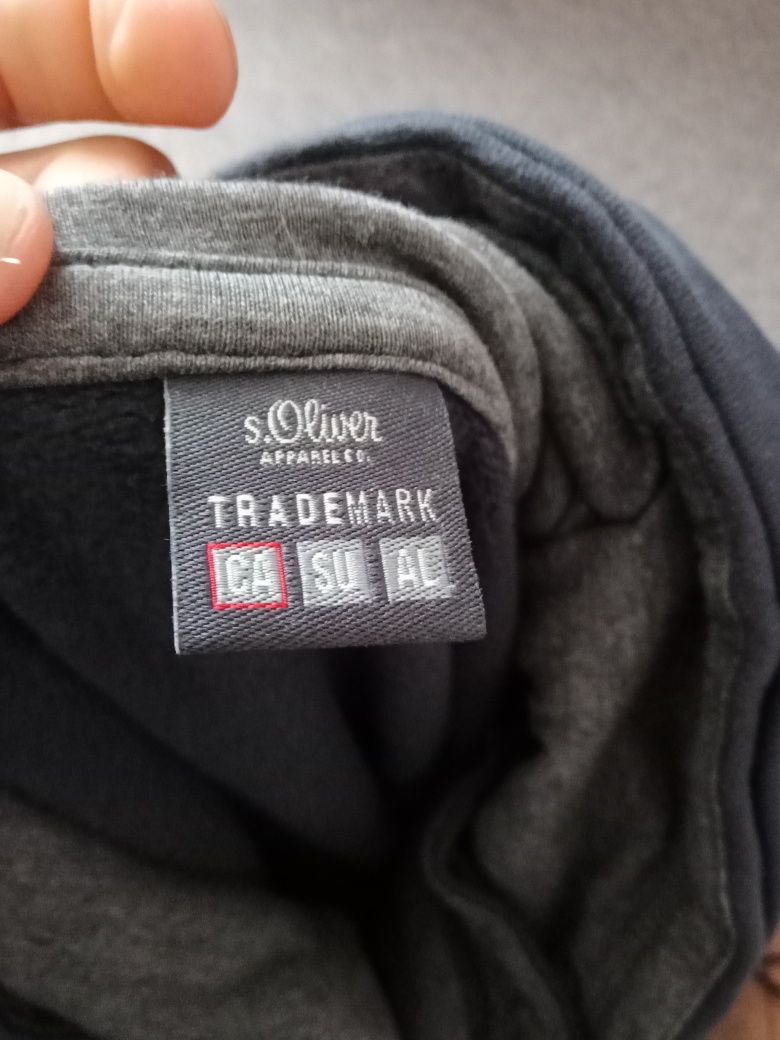 s.Oliver
APPAREL CO.
TRADEMARK
CA SU AL